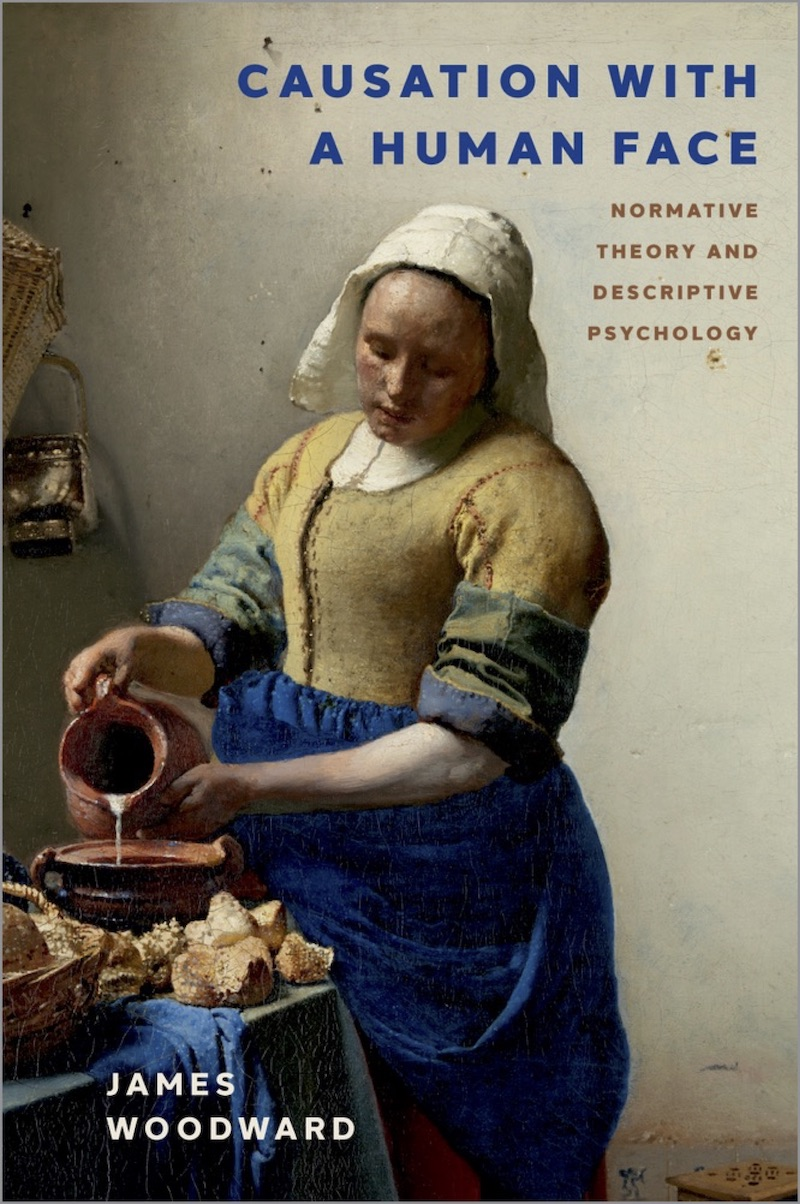 CAUSATION WITH
A HUMAN FACE
NORMATIVE
THEORY AND
DESCRIPTIVE
PSYCHOLOGY
JAMES
WOODWARD